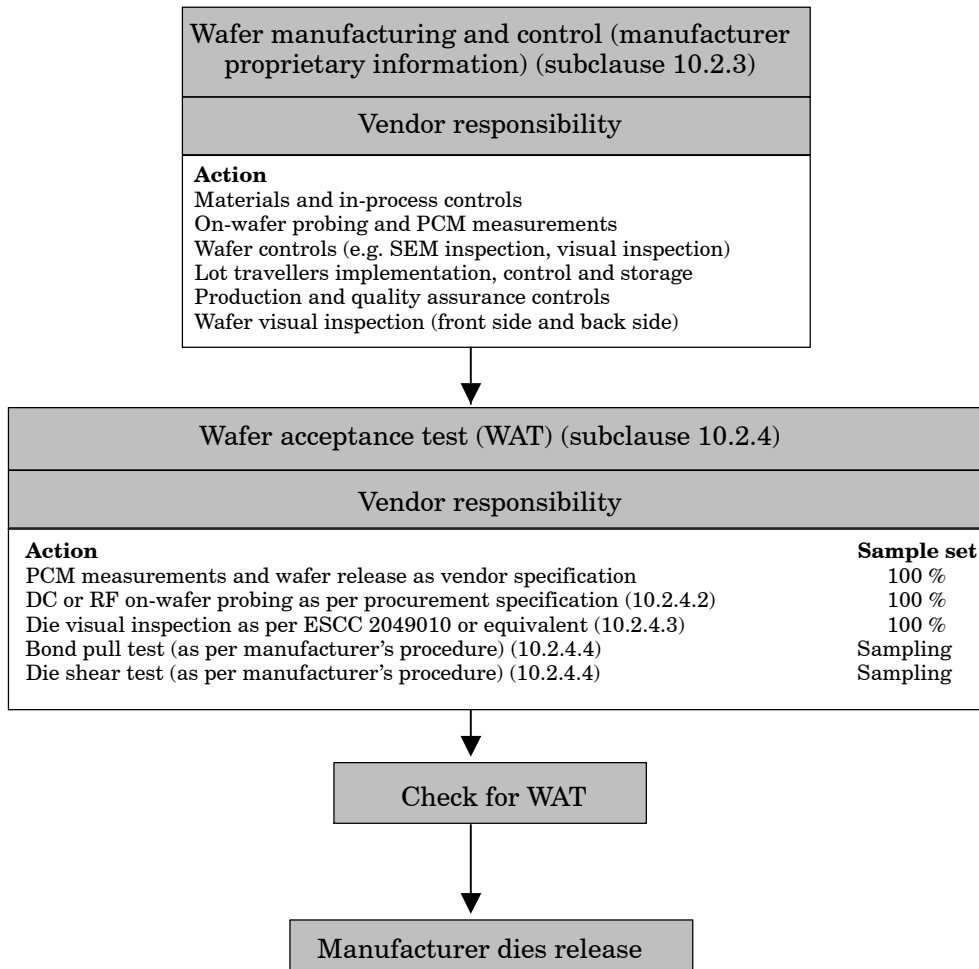 Wafer manufacturing and control (manufacturer
proprietary information) (subclause 10.2.3)
Vendor responsibility
Action
Materials and in-process controls
On-wafer probing and PCM measurements
Wafer controls (e.g. SEM inspection, visual inspection)
Lot travellers implementation, control and storage
Production and quality assurance controls
Wafer visual inspection (front side and back side)
Wafer acceptance test (WAT) (subclause 10.2.4)
Vendor responsibility
Action Sample set
PCM measurements and wafer release as vendor specification 100 %
DC or RF on-wafer probing as per procurement specification (10.2.4.2) 100 %
Die visual inspection as per ESCC 2049010 or equivalent (10.2.4.3) 100 %
Bond pull test (as per manufacturer's procedure) (10.2.4.4) Sampling
Die shear test (as per manufacturer's procedure) (10.2.4.4) Sampling
Check for WAT
Manufacturer dies release